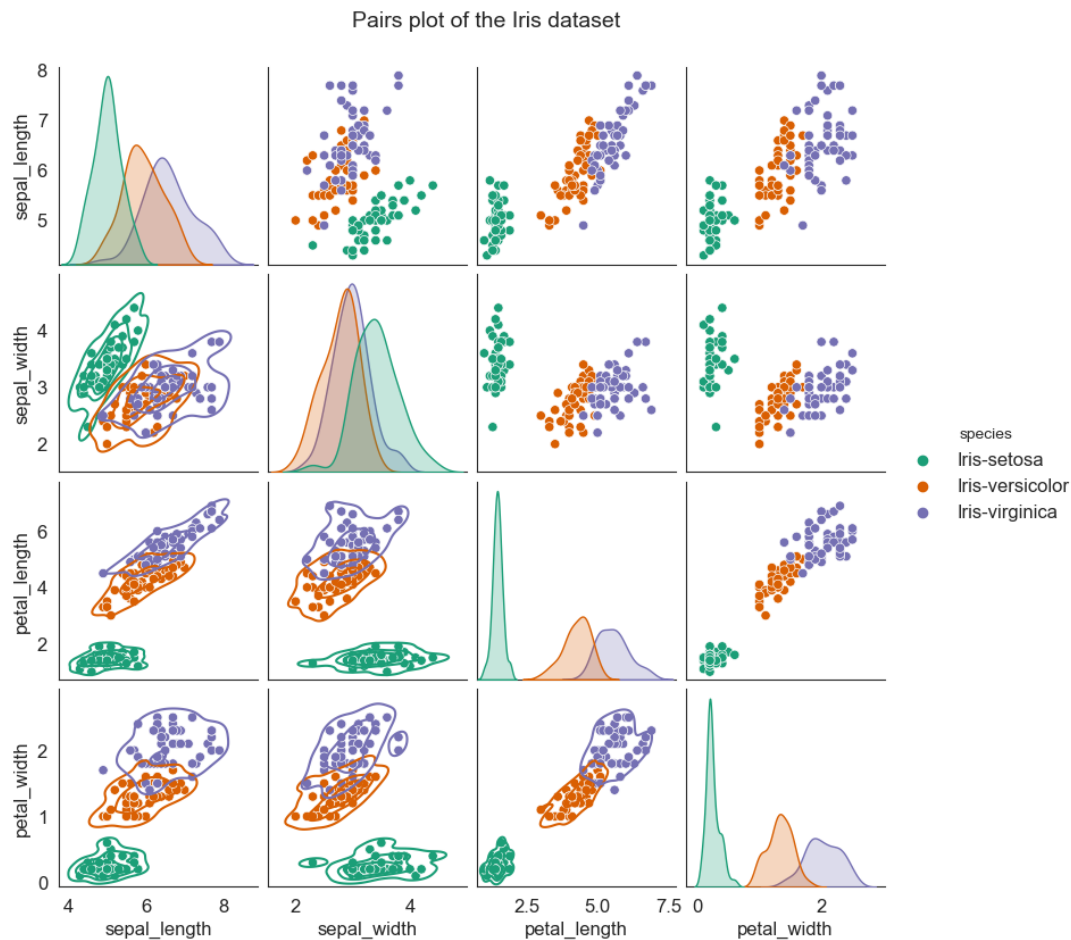 Pairs plot of the Iris dataset
8
7
6
5
sepal_length
4
3
2
sepal_width
species
Iris-setosa
Iris-versicolor
Iris-virginica
6
4
2
petal_length
2
1
0
petal_width
4 6 8
2 4
2.5 5.0 7.5
0 2
sepal_length
sepal_width
petal_length
petal_width